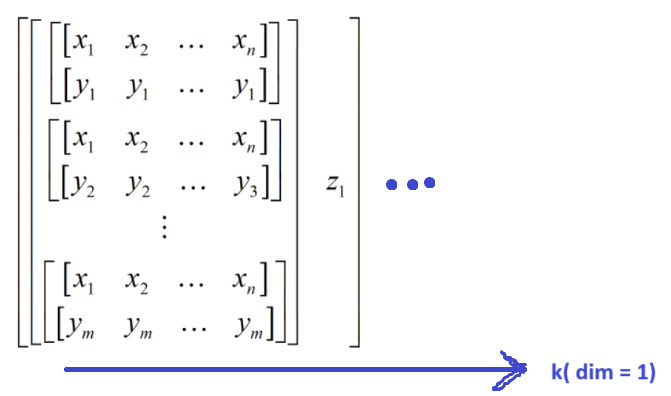 [[[[[x₁ x₂ … xₙ]
[y₁ y₁ … y₁]]
[[x₁ x₂ … xₙ]
[y₂ y₂ … y₃]] z₁] •••
⋮
[[x₁ x₂ … xₙ]
[yₘ yₘ … yₘ]]]
k( dim = 1)